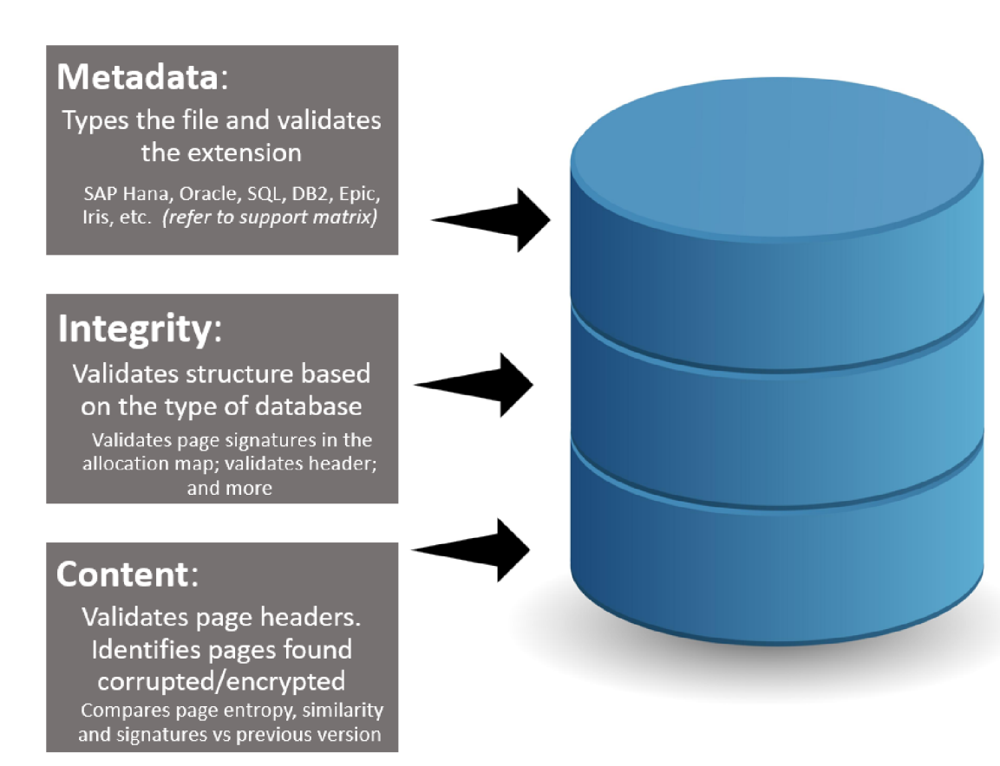 Metadata:
Types the file and validates
the extension
SAP Hana, Oracle, SQL, DB2, Epic,
Iris, etc. (refer to support matrix)
Integrity:
Validates structure based
on the type of database
Validates page signatures in the
allocation map; validates header;
and more
Content:
Validates page headers.
Identifies pages found
corrupted/encrypted
Compares page entropy, similarity
and signatures vs previous version